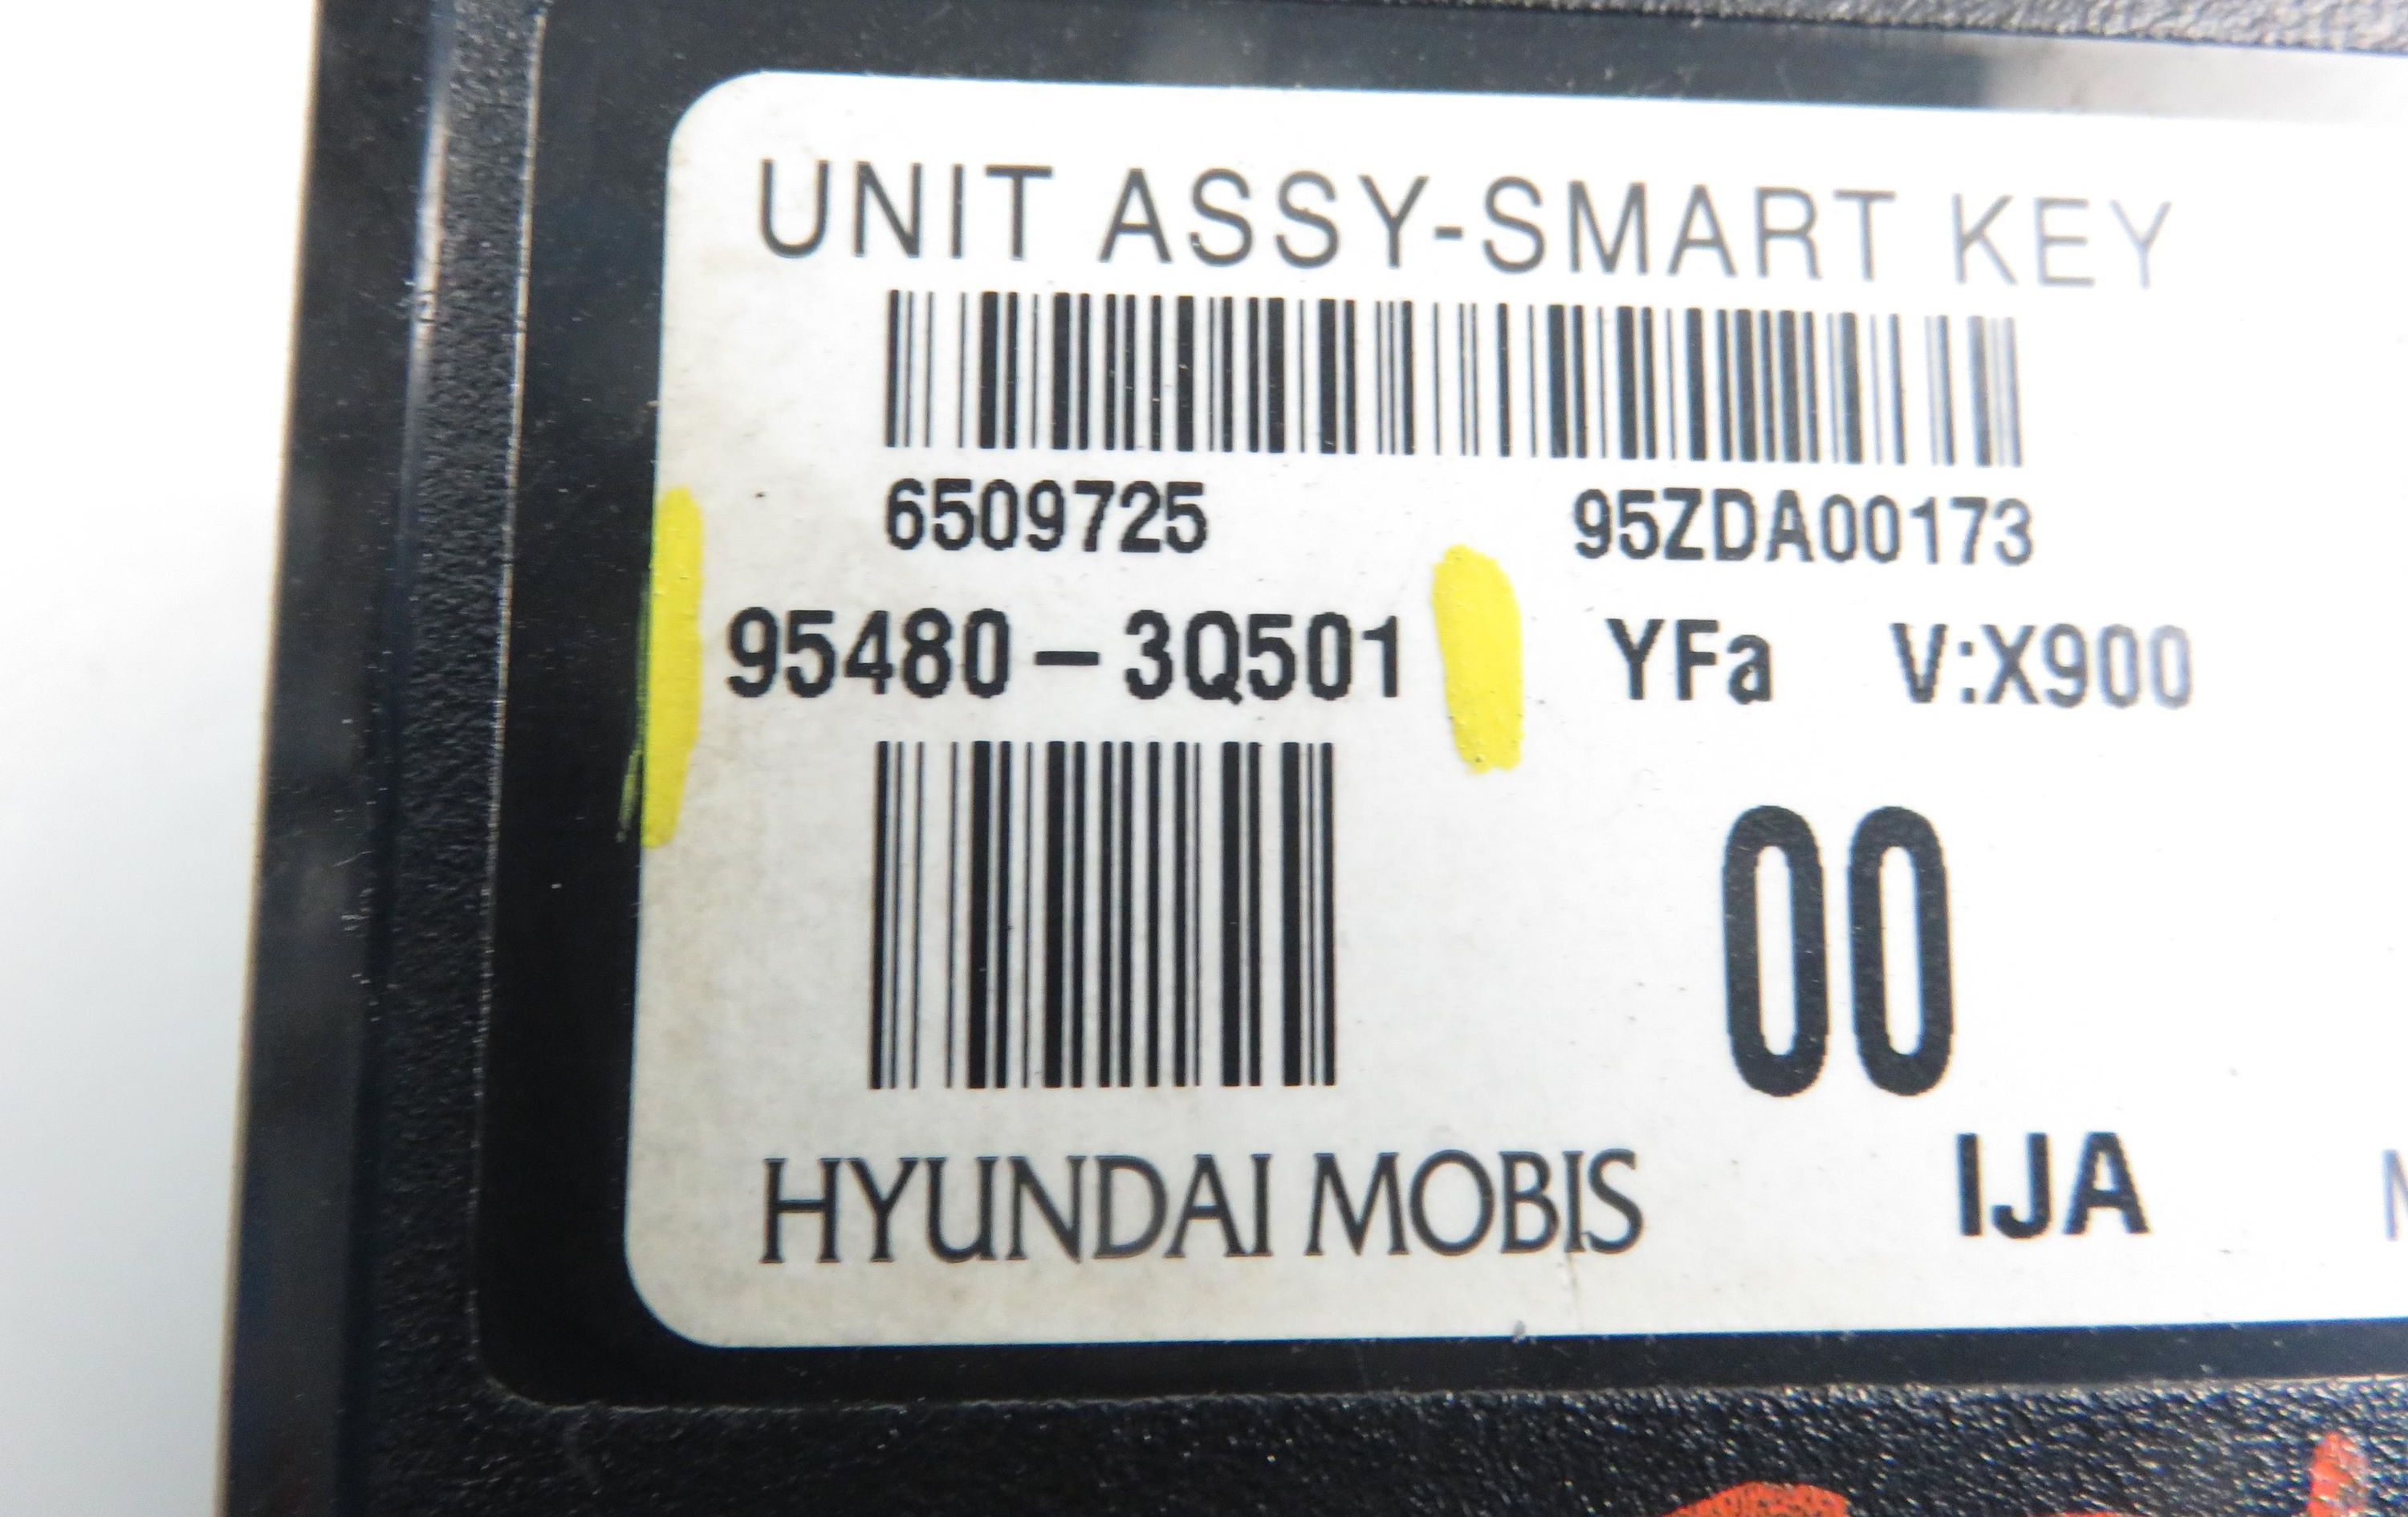 UNIT ASSY-SMART KEY
6509725 95ZDA00173
95480-3Q501 YFa V:X900
00
HYUNDAI MOBIS IJA